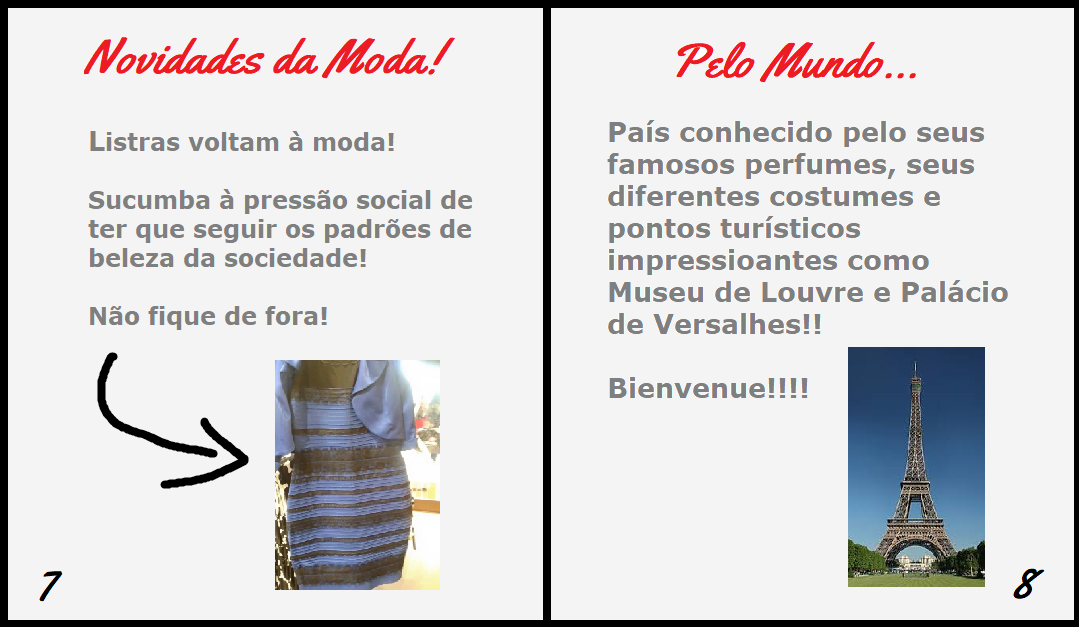 Novidades da Moda!
Listras voltam à moda!
Sucumba à pressão social de
ter que seguir os padrões de
beleza da sociedade!
Não fique de fora!
7
Pelo Mundo...
País conhecido pelo seus
famosos perfumes, seus
diferentes costumes e
pontos turísticos
impressioantes como
Museu de Louvre e Palácio
de Versalhes!!
Bienvenue!!!!
8